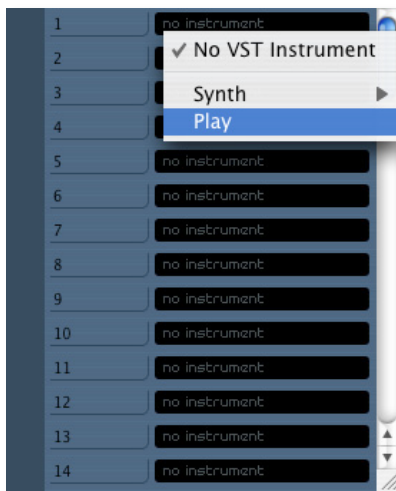 1 no instrument
✓ No VST Instrument
2
3
Synth
4
Play
5 no instrument
6 no instrument
7 no instrument
8 no instrument
9 no instrument
10 no instrument
11 no instrument
12 no instrument
13 no instrument
14 no instrument